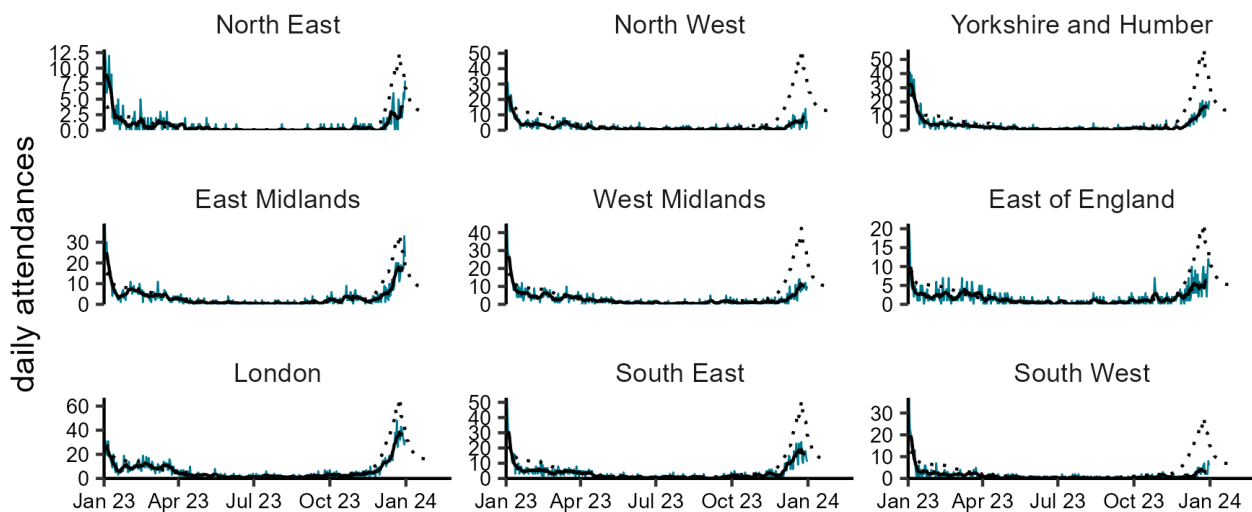 North East North West Yorkshire and Humber
12.5 50 50
10.0 40 40
7.5 30 30
5.0 20 20
2.5 10 10
0.0 0 0
daily attendances
East Midlands West Midlands East of England
30 40 20
20 30 15
10 20 10
0 10 5
0 0
London South East South West
60 50 30
40 40 20
20 30 10
0 20 0
10
0
Jan 23 Apr 23 Jul 23 Oct 23 Jan 24 Jan 23 Apr 23 Jul 23 Oct 23 Jan 24 Jan 23 Apr 23 Jul 23 Oct 23 Jan 24